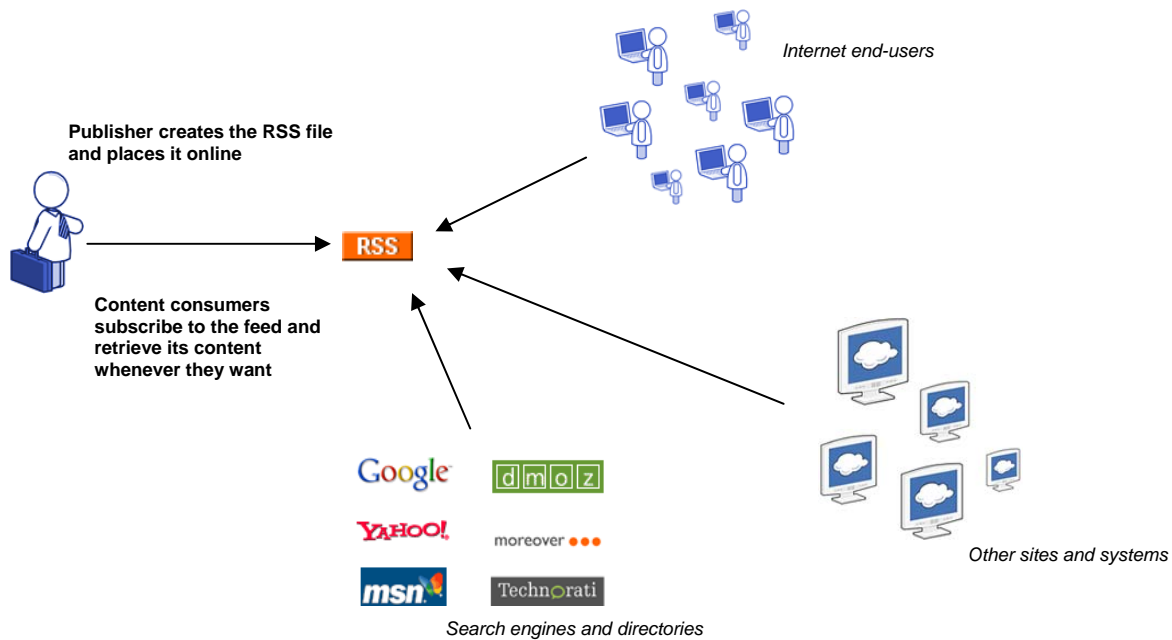 Internet end-users
Publisher creates the RSS file
and places it online
RSS
Content consumers
subscribe to the feed and
retrieve its content
whenever they want
Google
dmoz
YAHOO!
moreover
msn
Technorati
Other sites and systems
Search engines and directories